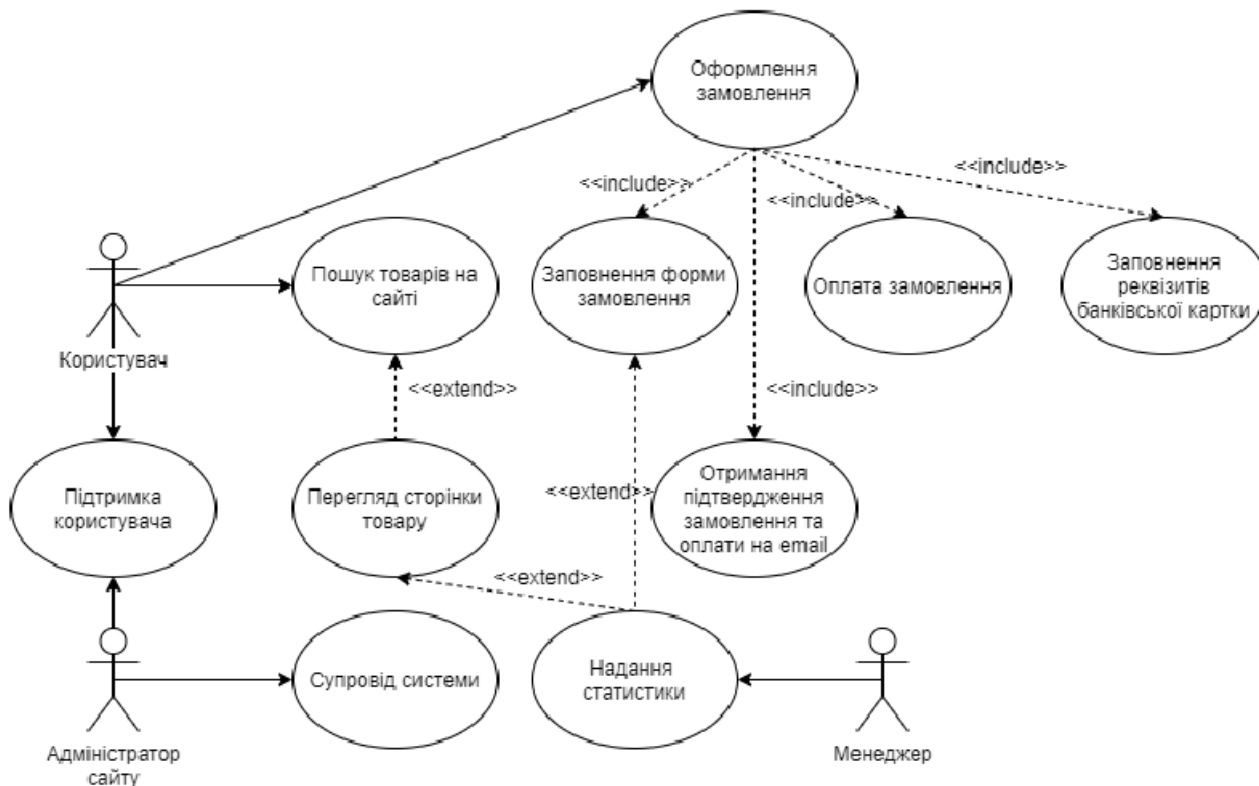 Оформлення
замовлення
<<include>>
<<include>>
<<include>>
Пошук товарів на
сайті
Заповнення форми
замовлення
Оплата замовлення
Заповнення
реквізитів
банківської картки
Користувач
<<extend>>
<<include>>
Підтримка
користувача
Перегляд сторінки
товару
<<extend>>
Отримання
підтвердження
замовлення та
оплати на email
<<extend>>
Супровід системи
Надання
статистики
Адміністратор
сайту
Менеджер